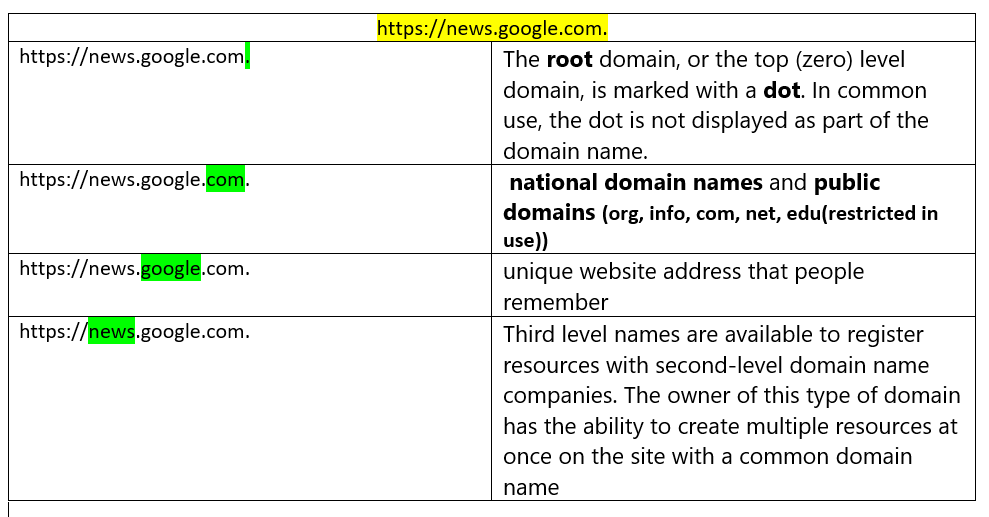 https://news.google.com.
https://news.google.com.
The root domain, or the top (zero) level
domain, is marked with a dot. In common
use, the dot is not displayed as part of the
domain name.
https://news.google.com.
national domain names and public
domains (org, info, com, net, edu(restricted in
use))
https://news.google.com.
unique website address that people
remember
https://news.google.com.
Third level names are available to register
resources with second-level domain name
companies. The owner of this type of domain
has the ability to create multiple resources at
once on the site with a common domain
name